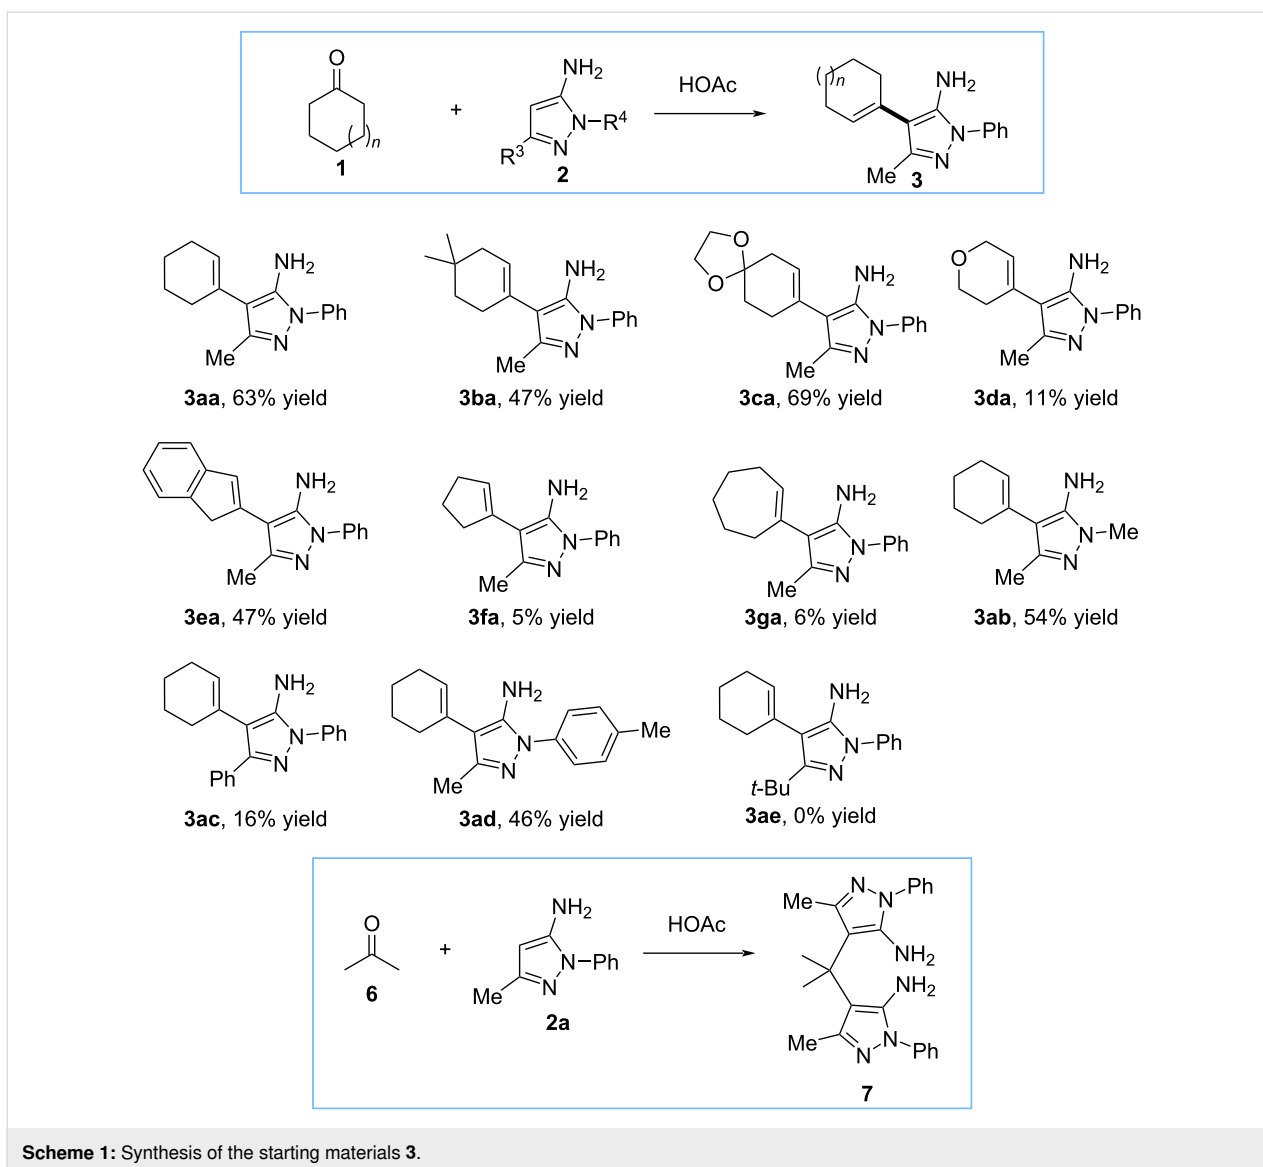 O
NH2
HOAc
( )n
NH2
+
N–R4
N–Ph
( )n
R3
N
N
1
2
Me
3
NH2
N–Ph
N
Me
3aa, 63% yield
NH2
N–Ph
N
Me
3ba, 47% yield
O
O
NH2
N–Ph
N
Me
3ca, 69% yield
O
NH2
N–Ph
N
Me
3da, 11% yield
NH2
N–Ph
N
Me
3ea, 47% yield
NH2
N–Ph
N
Me
3fa, 5% yield
NH2
N–Ph
N
Me
3ga, 6% yield
NH2
N–Me
N
Me
3ab, 54% yield
NH2
N–Ph
N
Ph
3ac, 16% yield
NH2
N
Me
N
Me
3ad, 46% yield
NH2
N–Ph
N
t-Bu
3ae, 0% yield
O
6
+
NH2
N–Ph
N
Me
2a
HOAc
N
Ph
Me
N
NH2
NH2
Me
N
N
Ph
7
Scheme 1: Synthesis of the starting materials 3.